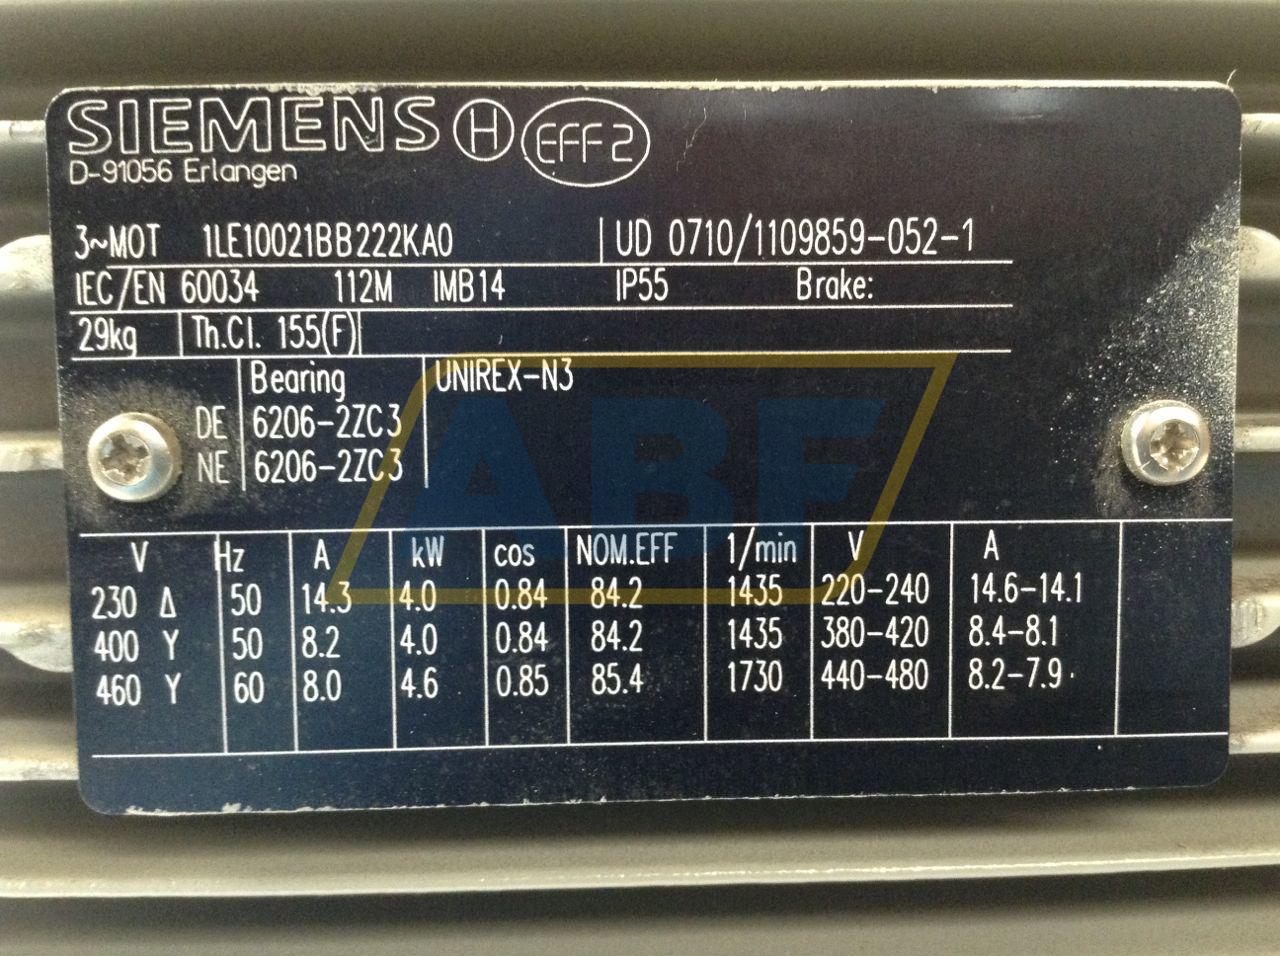 SIEMENS H EFF2
D-91056 Erlangen
3~MOT 1LE10021BB222KA0 UD 0710/1109859-052-1
IEC/EN 60034 112M IMB14 IP55 Brake:
29kg Th.Cl. 155(F)
Bearing UNIREX-N3
DE 6206-2ZC3
NE 6206-2ZC3
ABF
V Hz A kW cos NOM.EFF 1/min V A
230 Δ 50 14.3 4.0 0.84 84.2 1435 220-240 14.6-14.1
400 Y 50 8.2 4.0 0.84 84.2 1435 380-420 8.4-8.1
460 Y 60 8.0 4.6 0.85 85.4 1730 440-480 8.2-7.9